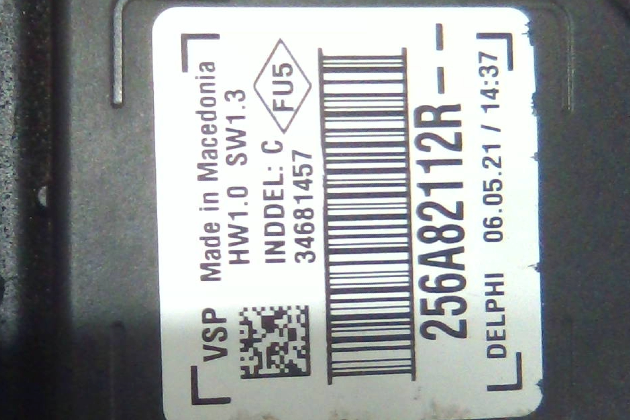 VSP
Made in Macedonia
HW1.0 SW1.3
INDDEL: C
34681457
FU5
256A82112R--
DELPHI 06.05.21 / 14:37